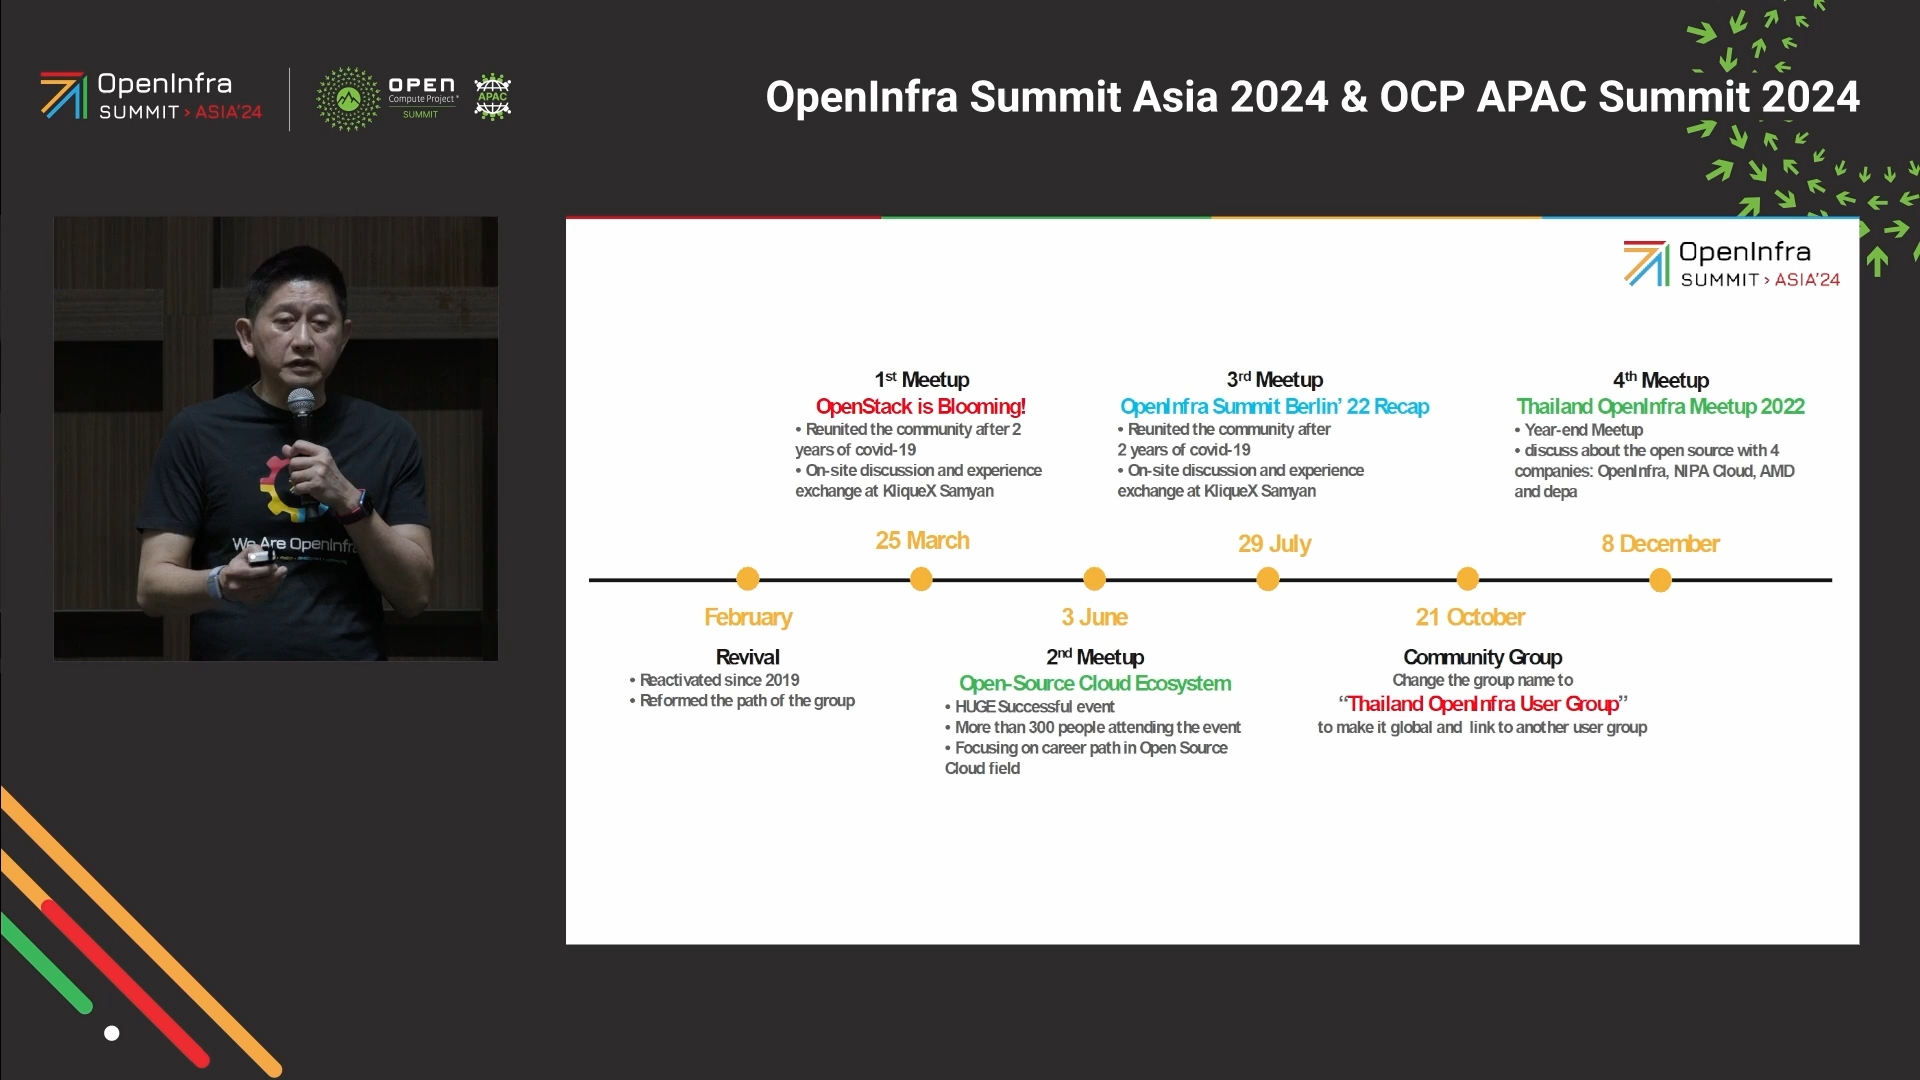 OpenInfra
SUMMIT > ASIA'24
OPEN
Compute Project®
SUMMIT
APAC
OpenInfra Summit Asia 2024 & OCP APAC Summit 2024
We Are OpenInfra
OpenInfra
SUMMIT > ASIA'24
1st Meetup
OpenStack is Blooming!
• Reunited the community after 2
years of covid-19
• On-site discussion and experience
exchange at KliqueX Samyan
25 March
3rd Meetup
OpenInfra Summit Berlin' 22 Recap
• Reunited the community after
2 years of covid-19
• On-site discussion and experience
exchange at KliqueX Samyan
29 July
4th Meetup
Thailand OpenInfra Meetup 2022
• Year-end Meetup
• discuss about the open source with 4
companies: OpenInfra, NIPA Cloud, AMD
and depa
8 December
February
Revival
• Reactivated since 2019
• Reformed the path of the group
3 June
2nd Meetup
Open-Source Cloud Ecosystem
• HUGE Successful event
• More than 300 people attending the event
• Focusing on career path in Open Source
Cloud field
21 October
Community Group
Change the group name to
“Thailand OpenInfra User Group”
to make it global and link to another user group